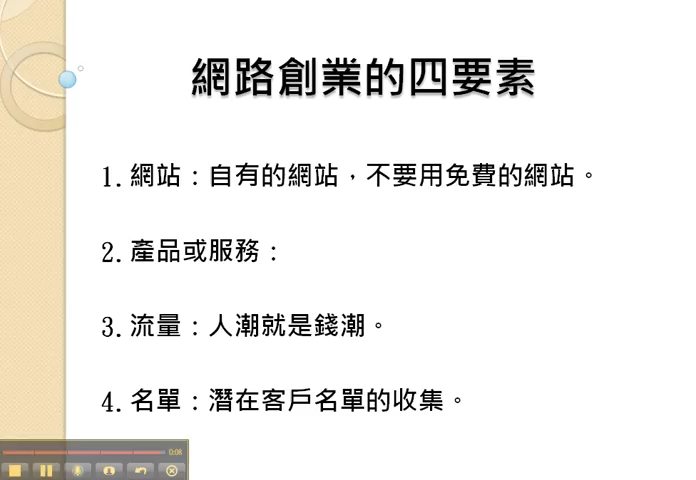 網路創業的四要素
1. 網站：自有的網站，不要用免費的網站。
2. 產品或服務：
3. 流量：人潮就是錢潮。
4. 名單：潛在客戶名單的收集。
0:08